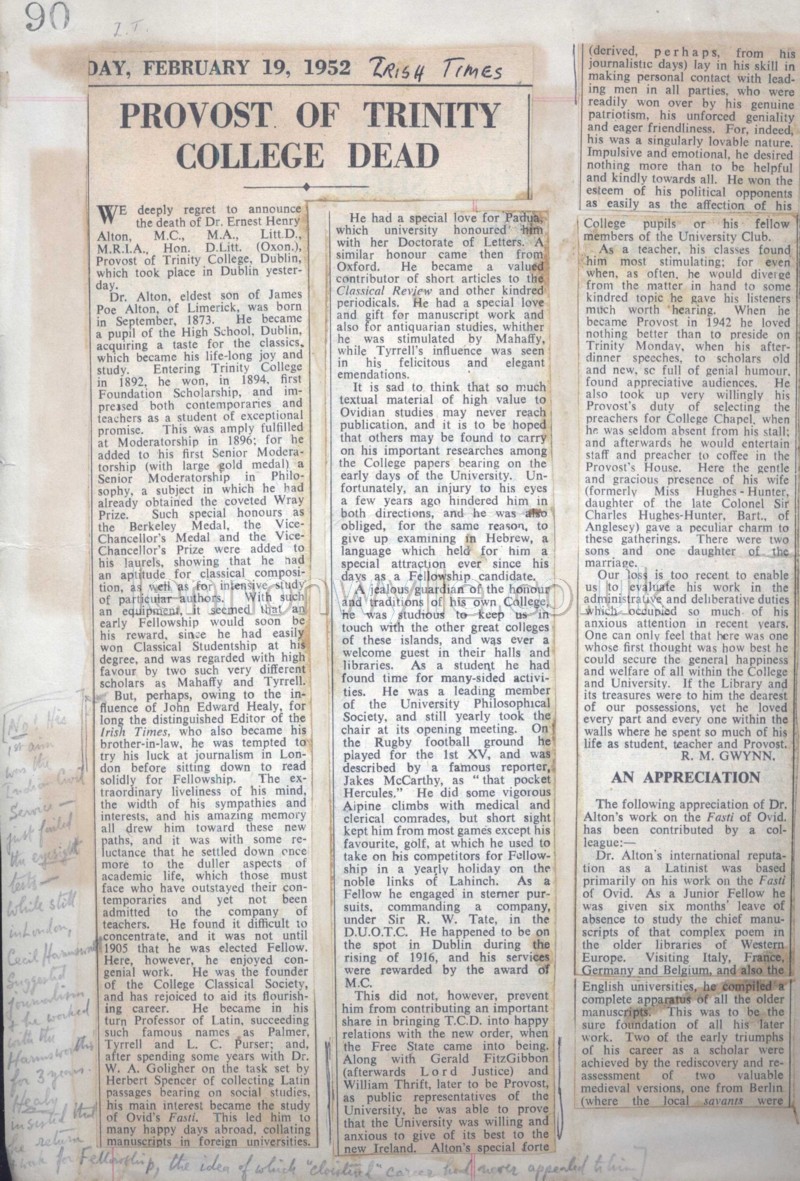 90
I.T.
DAY, FEBRUARY 19, 1952 IRISH TIMES
PROVOST OF TRINITY
COLLEGE DEAD
WE deeply regret to announce
the death of Dr. Ernest Henry
Alton, M.C., M.A., Litt.D.,
M.R.I.A., Hon. D.Litt. (Oxon.),
Provost of Trinity College, Dublin,
which took place in Dublin yester-
day.
Dr. Alton, eldest son of James
Poe Alton, of Limerick, was born
in September, 1873. He became
a pupil of the High School, Dublin,
acquring a taste for the classics,
which became his life-long joy and
study. Entering Trinity College
in 1892, he won, in 1894, first
Foundation Scholarship, and im-
pressed both contemporaries and
teachers as a student of exceptional
promise. This was amply fulfilled
at Moderatorship in 1896; for he
added to his first Senior Modera-
torship (with large gold medal) a
Senior Moderatorship in Philo-
sophy, a subject in which he had
already obtained the coveted Wray
Prize. Such special honours as
the Berkeley Medal, the Vice-
Chancellor's Medal and the Vice-
Chancellor's Prize were added to
his laurels, showing that he had
an aptitude for classical composi-
tion, as well as for intensive study
of particular authors. With such
an equipment, it seemed that an
early Fellowship would soon be
his reward, since he had easily
won Classical Studentship at his
degree, and was regarded with high
favour by two such very different
scholars as Mahaffy and Tyrrell.
But, perhaps, owing to the in-
fluence of John Edward Healy, for
long the distinguished Editor of the
Irish Times, who also became his
brother-in-law, he was tempted to
try his luck at journalism in Lon-
don before sitting down to read
solidly for Fellowship. The ex-
traordinary liveliness of his mind,
the width of his sympathies and
interests, and his amazing memory
all drew him toward these new
paths, and it was with some re-
luctance that he settled down once
more to the duller aspects of
academic life, which those must
face who have outstayed their con-
temporaries and yet not been
admitted to the company of
teachers. He found it difficult to
concentrate, and it was not until
1905 that he was elected Fellow.
Here, however, he enjoyed con-
genial work. He was the founder
of the College Classical Society,
and has rejoiced at its flourish-
ing career. He became in his
turn Professor of Latin, succeeding
such famous names as Palmer,
Tyrrell and L. C. Purser; and,
after spending some years with Dr.
W. A. Goligher on the task set by
Herbert Spencer of collecting Latin
passages bearing on social studies,
his main interest became the study
of Ovid's Fasti. This led him to
many happy days abroad, collating
manuscripts in foreign universities.
[No! His
1st aim
was the
Indian Civil
Service —
just failed
the eyesight
tests —
while still
in London,
Cecil Harmsworth
suggested
journalism
& he worked
with the
Harmsworths
for 3 years.
Healy
insisted that
he return
& work for Fellowship, the idea of which "cloistered" career had never appealed to him]
He had a special love for Padua,
which university honoured him
with her Doctorate of Letters. A
similar honour came then from
Oxford. He became a valued
contributor of short articles to the
Classical Review and other kindred
periodicals. He had a special love
and gift for manuscript work and
also for antiquarian studies, whither
he was stimulated by Mahaffy,
while Tyrrell's influence was seen
in his felicitous and elegant
emendations.
It is sad to think that so much
textual material of high value to
Ovidian studies may never reach
publication, and it is to be hoped
that others may be found to carry
on his important researches among
the College papers bearing on the
early days of the University. Un-
fortunately, an injury to his eyes
a few years ago hindered him in
both directions, and he was also
obliged, for the same reason, to
give up examining in Hebrew, a
language which held for him a
special attraction ever since his
days as a Fellowship candidate.
A zealous guardian of the honour
and traditions of his own College,
he was studious to keep us in
touch with the other great colleges
of these islands, and was ever a
welcome guest in their halls and
libraries. As a student he had
found time for many-sided activi-
ties. He was a leading member
of the University Philosophical
Society, and still yearly took the
chair at its opening meeting. On
the Rugby football ground he
played for the 1st XV, and was
described by a famous reporter,
Jakes McCarthy, as "that pocket
Hercules." He did some vigorous
Alpine climbs with medical and
clerical comrades, but short sight
kept him from most games except his
favourite, golf, at which he used to
take on his competitors for Fellow-
ship in a yearly holiday on the
noble links of Lahinch. As a
Fellow he engaged in sterner pur-
suits, commanding a company,
under Sir R. W. Tate, in the
D.U.O.T.C. He happened to be on
the spot in Dublin during the
rising of 1916, and his services
were rewarded by the award of
M.C.
This did not, however, prevent
him from contributing an important
share in bringing T.C.D. into happy
relations with the new order, when
the Free State came into being.
Along with Gerald FitzGibbon
(afterwards Lord Justice) and
William Thrift, later to be Provost,
as public representatives of the
University, he was able to prove
that the University was willing and
anxious to give of its best to the
new Ireland. Alton's special forte
(derived, perhaps, from his
journalistic days) lay in his skill in
making personal contact with lead-
ing men in all parties, who were
readily won over by his genuine
patriotism, his unforced geniality
and eager friendliness. For, indeed,
his was a singularly lovable nature.
Impulsive and emotional, he desired
nothing more than to be helpful
and kindly towards all. He won the
esteem of his political opponents
as easily as the affection of his
College pupils or his fellow
members of the University Club.
As a teacher, his classes found
him most stimulating; for even
when, as often, he would diverge
from the matter in hand to some
kindred topic he gave his listeners
much worth hearing. When he
became Provost in 1942 he loved
nothing better than to preside on
Trinity Monday, when his after-
dinner speeches, to scholars old
and new, so full of genial humour,
found appreciative audiences. He
also took up very willingly his
Provost's duty of selecting the
preachers for College Chapel, when
he was seldom absent from his stall;
and afterwards he would entertain
staff and preacher to coffee in the
Provost's House. Here the gentle
and gracious presence of his wife
(formerly Miss Hughes-Hunter,
daughter of the late Colonel Sir
Charles Hughes-Hunter, Bart., of
Anglesey) gave a peculiar charm to
these gatherings. There were two
sons and one daughter of the
marriage.
Our loss is too recent to enable
us to evaluate his work in the
administrative and deliberative duties
which occupied so much of his
anxious attention in recent years.
One can only feel that here was one
whose first thought was how best he
could secure the general happiness
and welfare of all within the College
and University. If the Library and
its treasures were to him the dearest
of our possessions, yet he loved
every part and every one within the
walls where he spent so much of his
life as student, teacher and Provost.
R. M. GWYNN.
AN APPRECIATION
The following appreciation of Dr.
Alton's work on the Fasti of Ovid
has been contributed by a col-
league:—
Dr. Alton's international reputa-
tion as a Latinist was based
primarily on his work on the Fasti
of Ovid. As a Junior Fellow he
was given six months' leave of
absence to study the chief manu-
scripts of that complex poem in
the older libraries of Western
Europe. Visiting Italy, France,
Germany and Belgium, and also the
English universities, he compiled a
complete apparatus of all the older
manuscripts. This was to be the
sure foundation of all his later
work. Two of the early triumphs
of his career as a scholar were
achieved by the rediscovery and re-
assessment of two valuable
medieval versions, one from Berlin
(where the local savants were